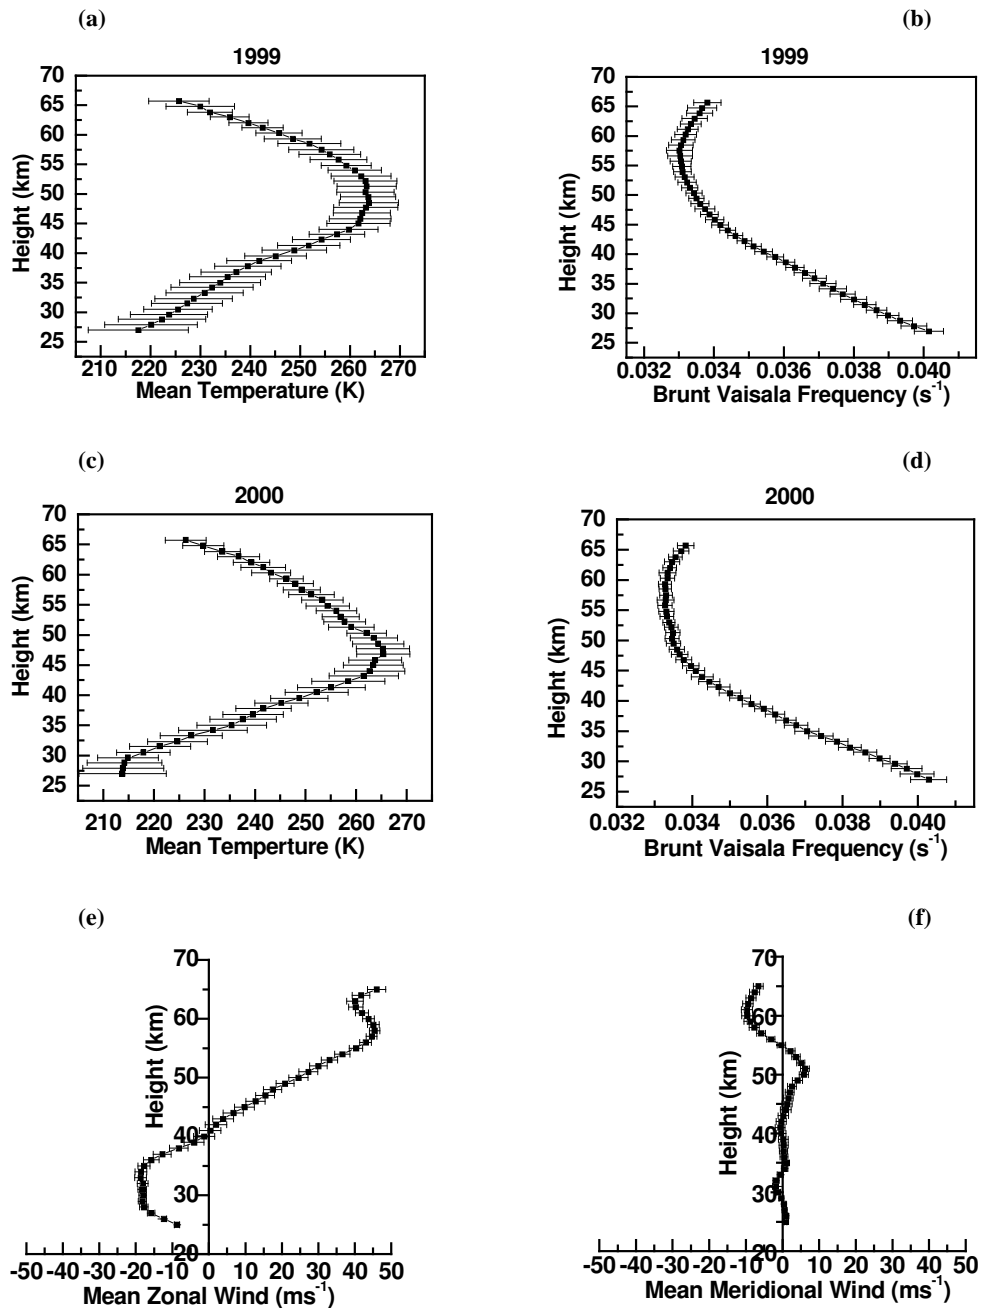 (a)
(b)
1999
1999
70
65
60
55
50
45
40
35
30
25
Height (km)
210 220 230 240 250 260 270
Mean Temperature (K)
70
65
60
55
50
45
40
35
30
25
Height (km)
0.032 0.034 0.036 0.038 0.040
Brunt Vaisala Frequency (s-1)
(c)
(d)
2000
2000
70
65
60
55
50
45
40
35
30
25
Height (km)
210 220 230 240 250 260 270
Mean Temperture (K)
70
65
60
55
50
45
40
35
30
25
Height (km)
0.032 0.034 0.036 0.038 0.040
Brunt Vaisala Frequency (s-1)
(e)
(f)
70
60
50
40
30
20
Height (km)
-50 -40 -30 -20 -10 0 10 20 30 40 50
Mean Zonal Wind (ms-1)
70
60
50
40
30
20
Height (km)
-50 -40 -30 -20 -10 0 10 20 30 40 50
Mean Meridional Wind (ms-1)